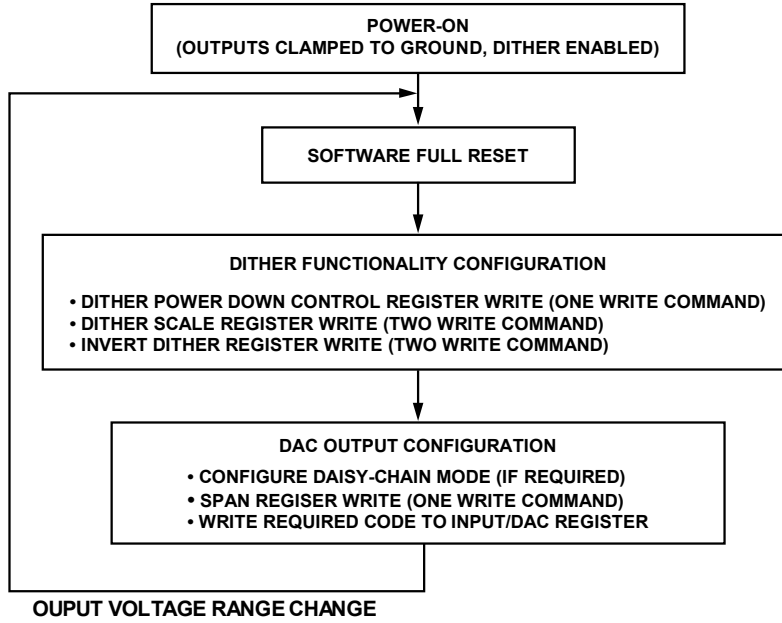 POWER-ON
(OUTPUTS CLAMPED TO GROUND, DITHER ENABLED)
SOFTWARE FULL RESET
DITHER FUNCTIONALITY CONFIGURATION
• DITHER POWER DOWN CONTROL REGISTER WRITE (ONE WRITE COMMAND)
• DITHER SCALE REGISTER WRITE (TWO WRITE COMMAND)
• INVERT DITHER REGISTER WRITE (TWO WRITE COMMAND)
DAC OUTPUT CONFIGURATION
• CONFIGURE DAISY-CHAIN MODE (IF REQUIRED)
• SPAN REGISER WRITE (ONE WRITE COMMAND)
• WRITE REQUIRED CODE TO INPUT/DAC REGISTER
OUPUT VOLTAGE RANGE CHANGE